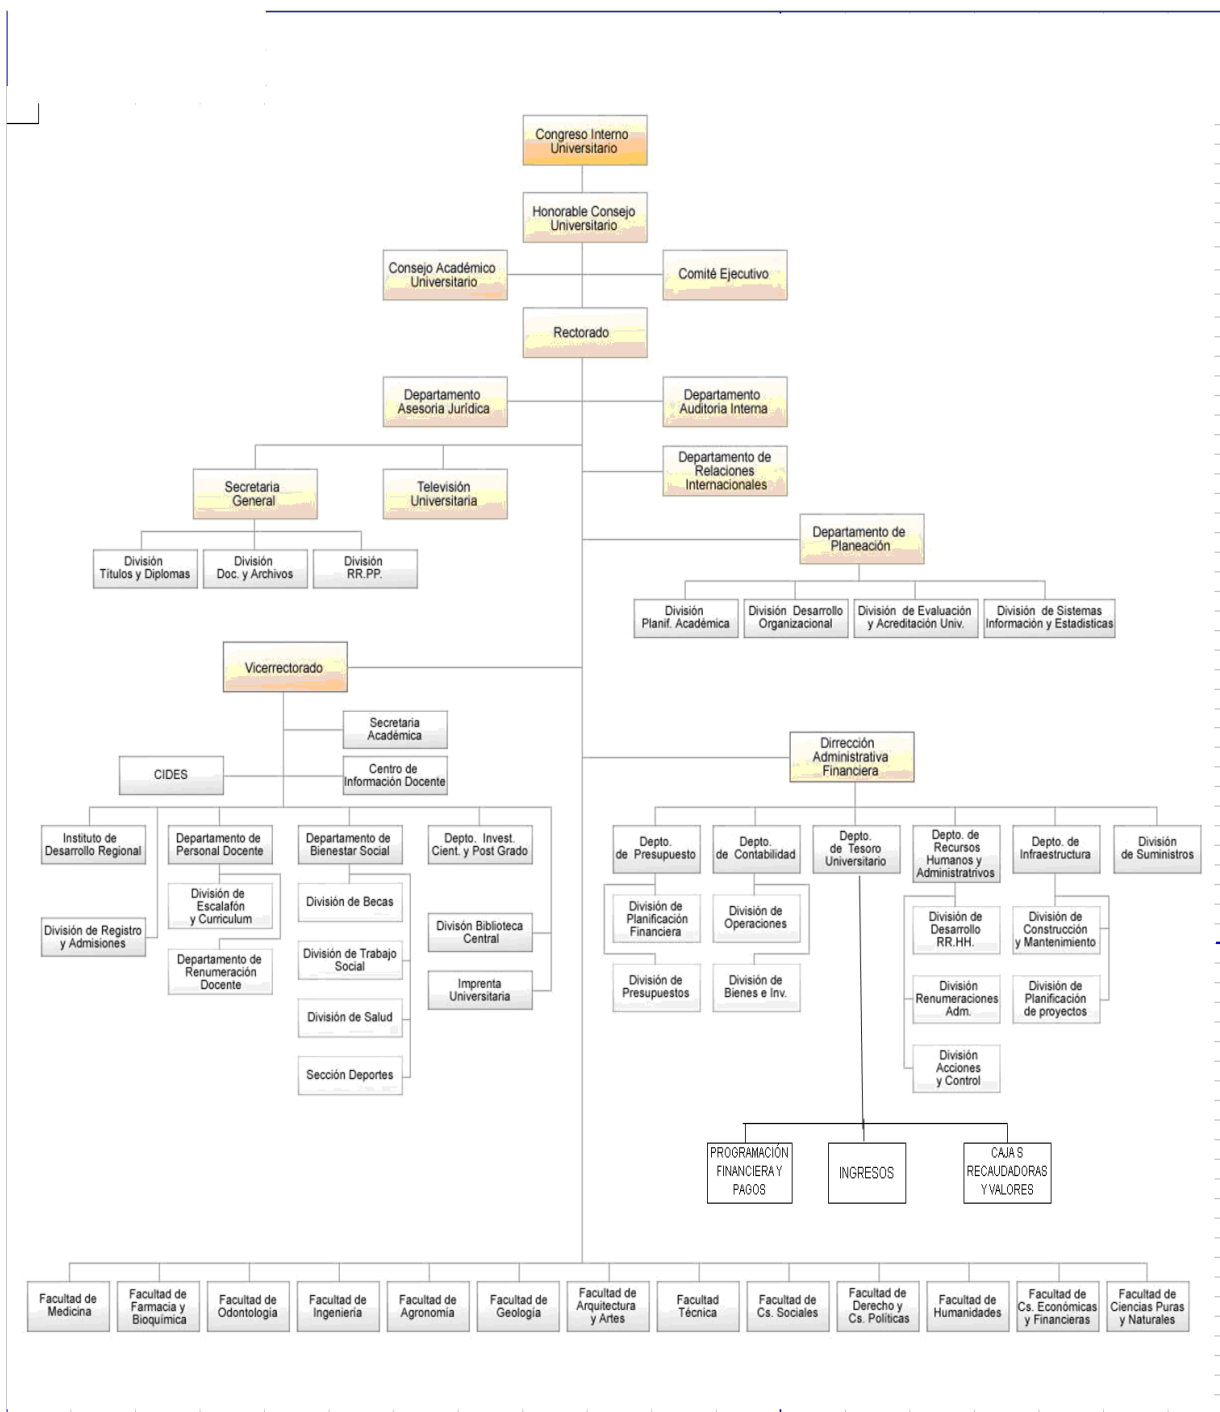 Congreso Interno
Universitario
Honorable Consejo
Universitario
Consejo Académico
Universitario
Comité Ejecutivo
Rectorado
Departamento
Asesoria Jurídica
Departamento
Auditoria Interna
Departamento de
Relaciones
Internacionales
Secretaria
General
Televisión
Universitaria
Departamento de
Planeación
División
Titulos y Diplomas
División
Doc. y Archivos
División
RR.PP.
División
Planif. Académica
División Desarrollo
Organizacional
División de Evaluación
y Acreditación Univ.
División de Sistemas
Información y Estadisticas
Vicerrectorado
Secretaria
Académica
CIDES
Centro de
Información Docente
Dirrección
Administrativa
Financiera
Instituto de
Desarrollo Regional
Departamento de
Personal Docente
Departamento de
Bienestar Social
Depto. Invest.
Cient. y Post Grado
Depto.
de Presupuesto
Depto.
de Contabilidad
Depto.
de Tesoro
Universitario
Depto. de
Recursos
Humanos y
Administratrivos
Depto. de
Infraestructura
División
de Suministros
División de Registro
y Admisiones
División de
Escalafón
y Curriculum
Departamento de
Renumeración
Docente
División de Becas
División de Trabajo
Social
División de Salud
Sección Deportes
Divisón Biblioteca
Central
Imprenta
Universitaria
División de
Planificación
Financiera
División de
Presupuestos
División de
Operaciones
División de
Bienes e Inv.
División de
Desarrollo
RR.HH.
División
Renumeraciones
Adm.
División
Acciones
y Control
División de
Construcción
y Mantenimiento
División de
Planificación
de proyectos
PROGRAMACIÓN
FINANCIERA Y
PAGOS
INGRESOS
CAJAS
RECAUDADORAS
Y VALORES
Facultad de
Medicina
Facultad de
Farmacia y
Bioquímica
Facultad de
Odontología
Facultad de
Ingeniería
Facultad de
Agronomía
Facultad de
Geología
Facultad de
Arquitectura
y Artes
Facultad
Técnica
Facultad de
Cs. Sociales
Facultad de
Derecho y
Cs. Políticas
Facultad de
Humanidades
Facultad de
Cs. Económicas
y Financieras
Facultad de
Ciencias Puras
y Naturales